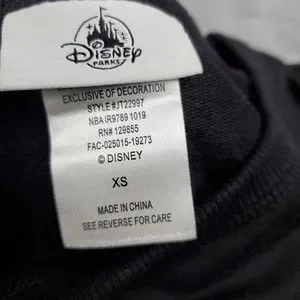 Disney
PARKS
EXCLUSIVE OF DECORATION
STYLE #JT22997
NBA IR9789 1019
RN# 129855
FAC-025015-19273
© DISNEY
XS
MADE IN CHINA
SEE REVERSE FOR CARE